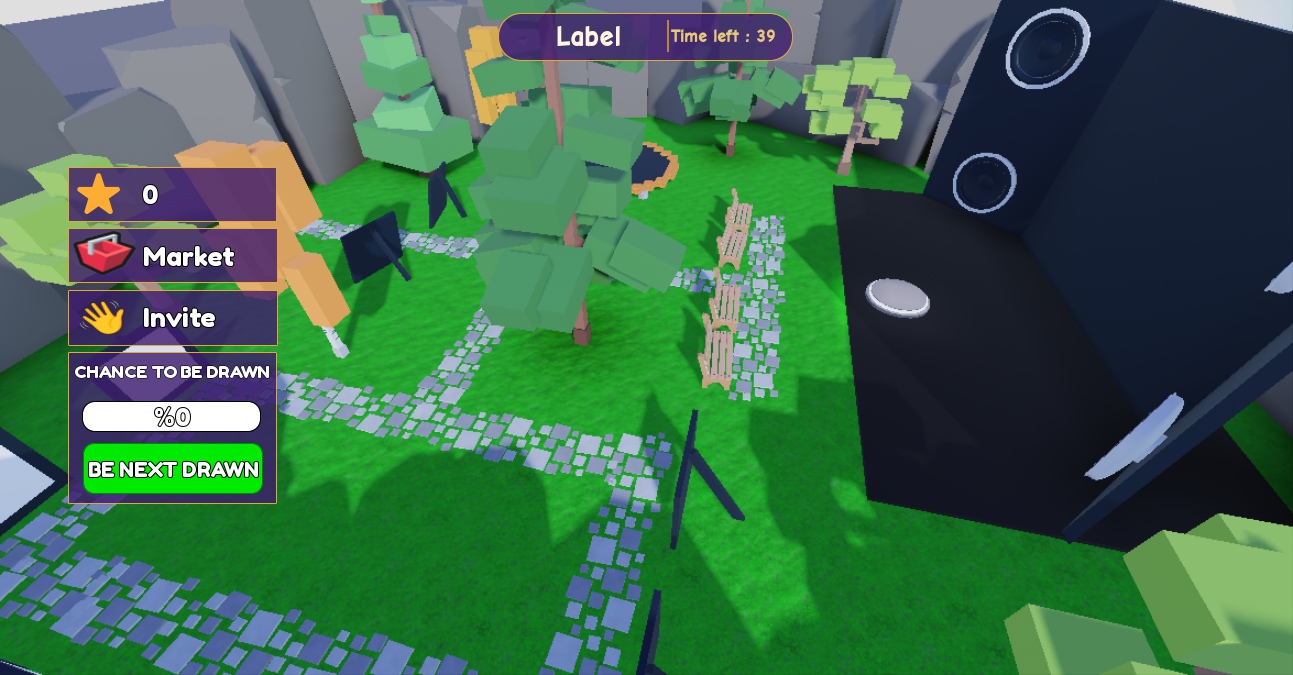 Label
Time left : 39
0
Market
Invite
CHANCE TO BE DRAWN
%0
BE NEXT DRAWN